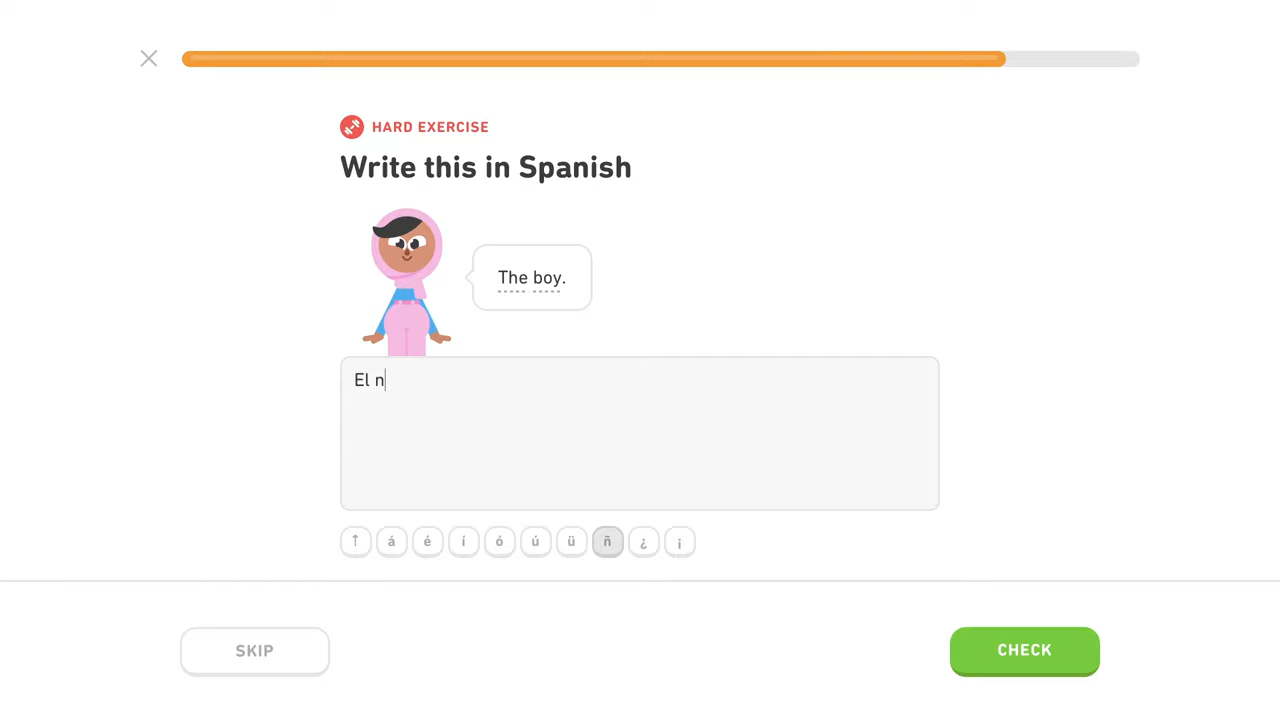 HARD EXERCISE
Write this in Spanish
The boy.
El n
↑ á é í ó ú ü ñ ¿ ¡
SKIP
CHECK